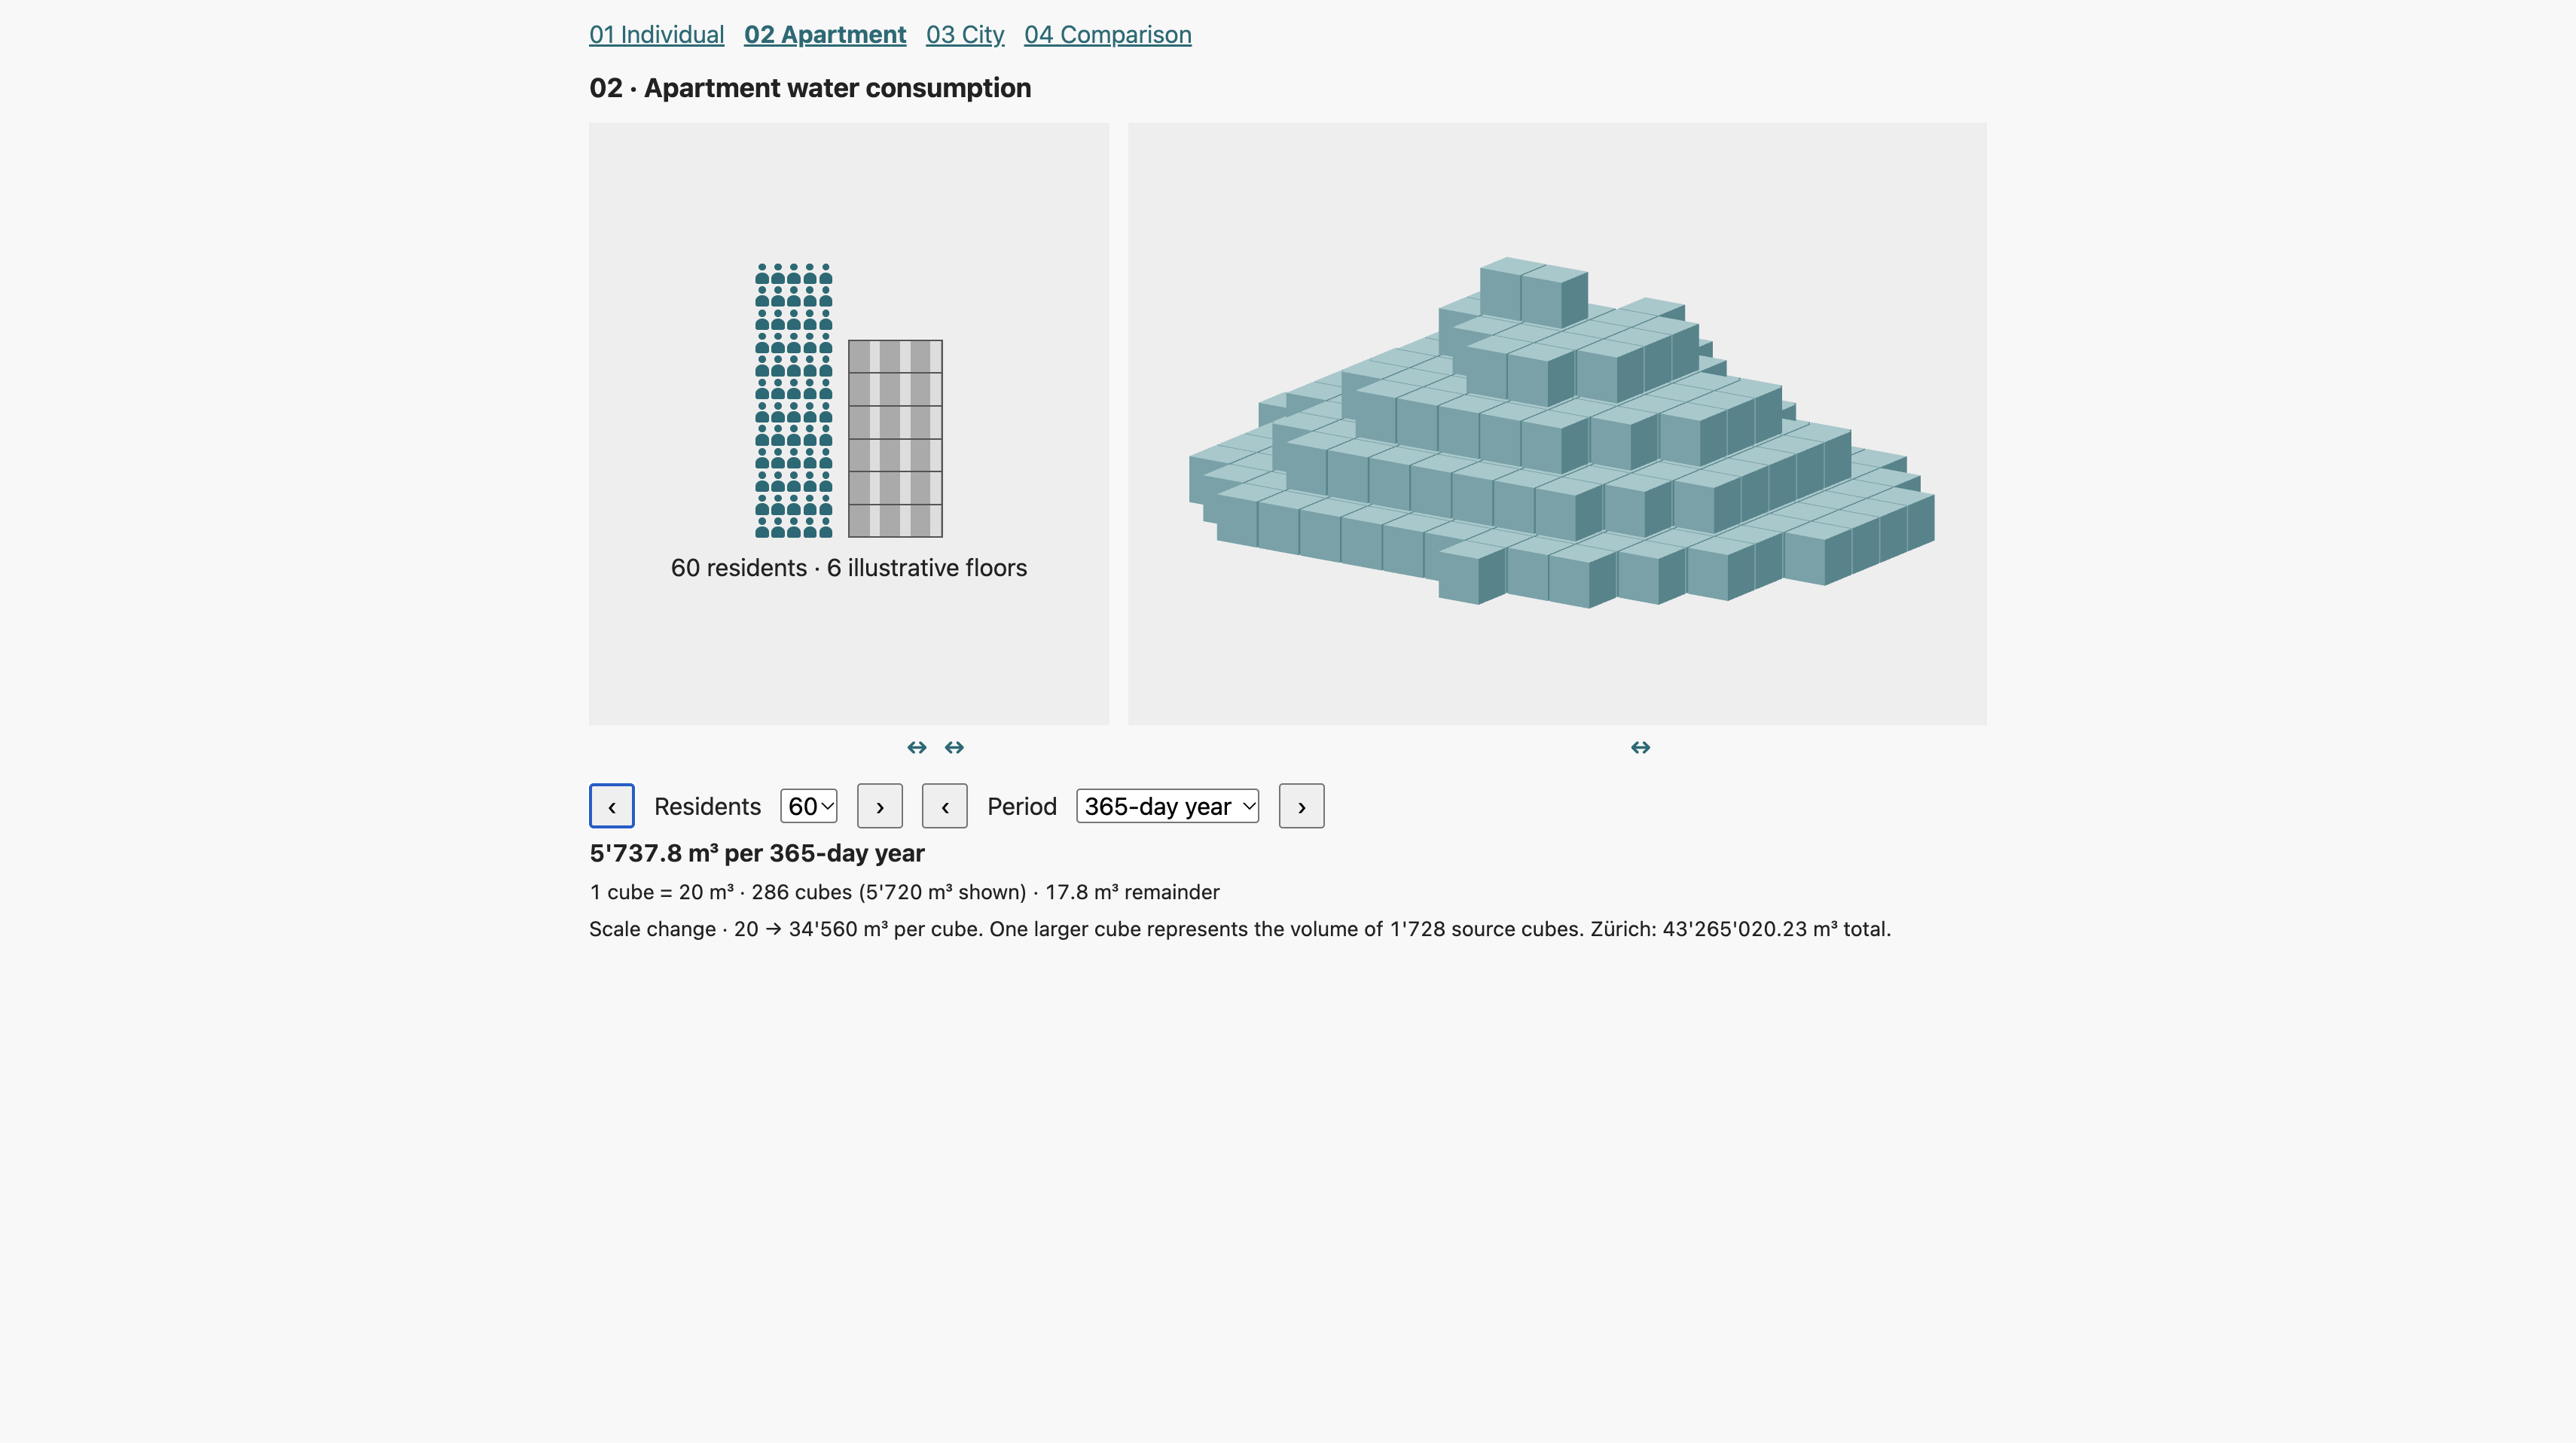 01 Individual 02 Apartment 03 City 04 Comparison
02 · Apartment water consumption
60 residents · 6 illustrative floors
↔ ↔ ↔
‹ Residents 60 › ‹ Period 365-day year ›
5'737.8 m³ per 365-day year
1 cube = 20 m³ · 286 cubes (5'720 m³ shown) · 17.8 m³ remainder
Scale change · 20 → 34'560 m³ per cube. One larger cube represents the volume of 1'728 source cubes. Zürich: 43'265'020.23 m³ total.